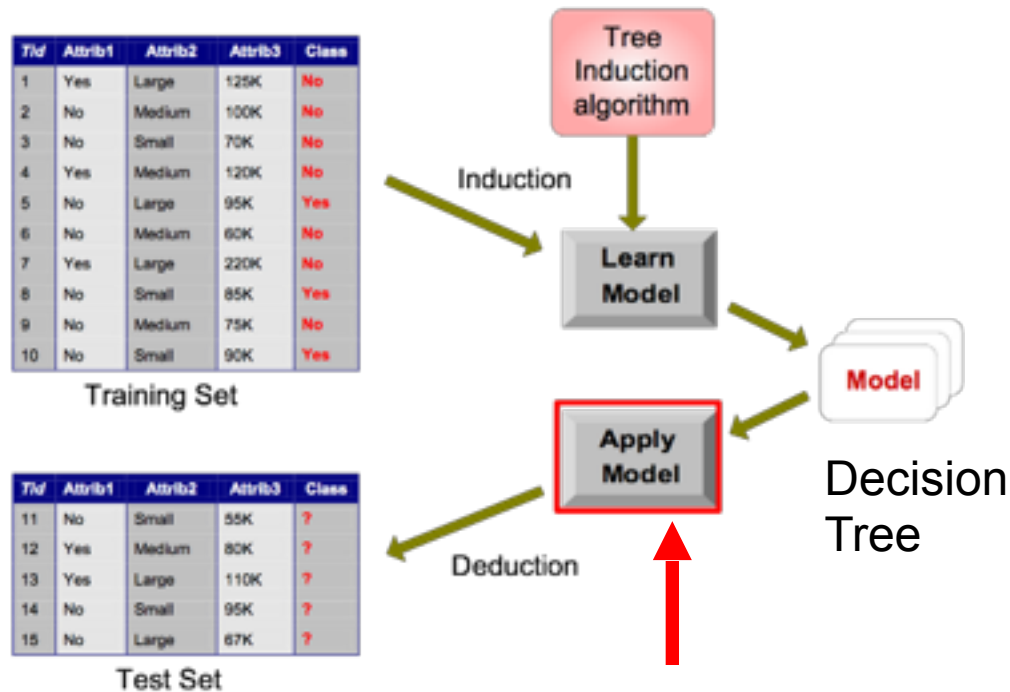 Tid Attrib1 Attrib2 Attrib3 Class
1 Yes Large 125K No
2 No Medium 100K No
3 No Small 70K No
4 Yes Medium 120K No
5 No Large 95K Yes
6 No Medium 60K No
7 Yes Large 220K No
8 No Small 85K Yes
9 No Medium 75K No
10 No Small 90K Yes
Training Set
Tree
Induction
algorithm
Induction
Learn
Model
Model
Decision
Tree
Apply
Model
Deduction
Tid Attrib1 Attrib2 Attrib3 Class
11 No Small 55K ?
12 Yes Medium 80K ?
13 Yes Large 110K ?
14 No Small 95K ?
15 No Large 67K ?
Test Set